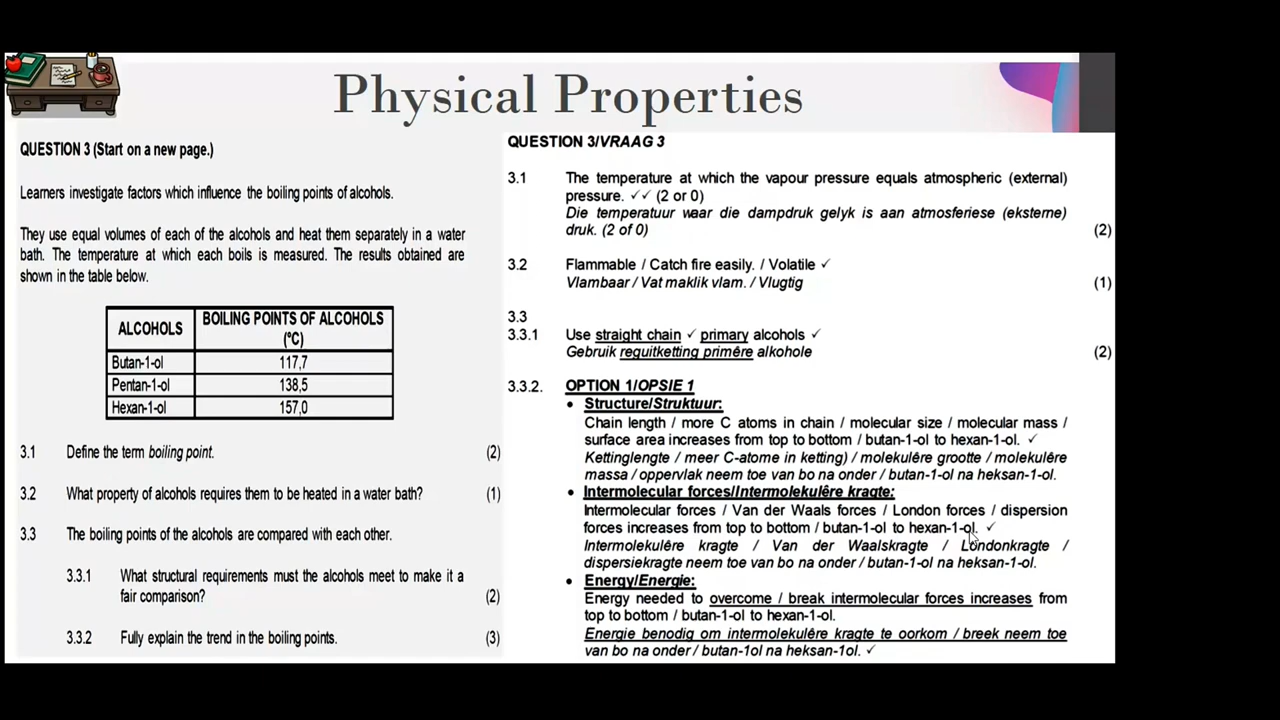 Physical Properties
QUESTION 3 (Start on a new page.)
Learners investigate factors which influence the boiling points of alcohols.
They use equal volumes of each of the alcohols and heat them separately in a water
bath. The temperature at which each boils is measured. The results obtained are
shown in the table below.
ALCOHOLS BOILING POINTS OF ALCOHOLS
(°C)
Butan-1-ol 117,7
Pentan-1-ol 138,5
Hexan-1-ol 157,0
3.1 Define the term boiling point. (2)
3.2 What property of alcohols requires them to be heated in a water bath? (1)
3.3 The boiling points of the alcohols are compared with each other.
3.3.1 What structural requirements must the alcohols meet to make it a
fair comparison? (2)
3.3.2 Fully explain the trend in the boiling points. (3)
QUESTION 3/VRAAG 3
3.1 The temperature at which the vapour pressure equals atmospheric (external)
pressure. ✓✓ (2 or 0)
Die temperatuur waar die dampdruk gelyk is aan atmosferiese (eksterne)
druk. (2 of 0) (2)
3.2 Flammable / Catch fire easily. / Volatile ✓
Vlambaar / Vat maklik vlam. / Vlugtig (1)
3.3
3.3.1 Use straight chain ✓ primary alcohols ✓
Gebruik reguitketting primêre alkohole (2)
3.3.2. OPTION 1/OPSIE 1
• Structure/Struktuur:
Chain length / more C atoms in chain / molecular size / molecular mass /
surface area increases from top to bottom / butan-1-ol to hexan-1-ol. ✓
Kettinglengte / meer C-atome in ketting) / molekulêre grootte / molekulêre
massa / oppervlak neem toe van bo na onder / butan-1-ol na heksan-1-ol.
• Intermolecular forces//Intermolekulêre kragte:
Intermolecular forces / Van der Waals forces / London forces / dispersion
forces increases from top to bottom / butan-1-ol to hexan-1-ol. ✓
Intermolekulêre kragte / Van der Waalskragte / Londonkragte /
dispersiekragte neem toe van bo na onder / butan-1-ol na heksan-1-ol.
• Energy/Energie:
Energy needed to overcome / break intermolecular forces increases from
top to bottom / butan-1-ol to hexan-1-ol.
Energie benodig om intermolekulêre kragte te oorkom / breek neem toe
van bo na onder / butan-1ol na heksan-1ol. ✓